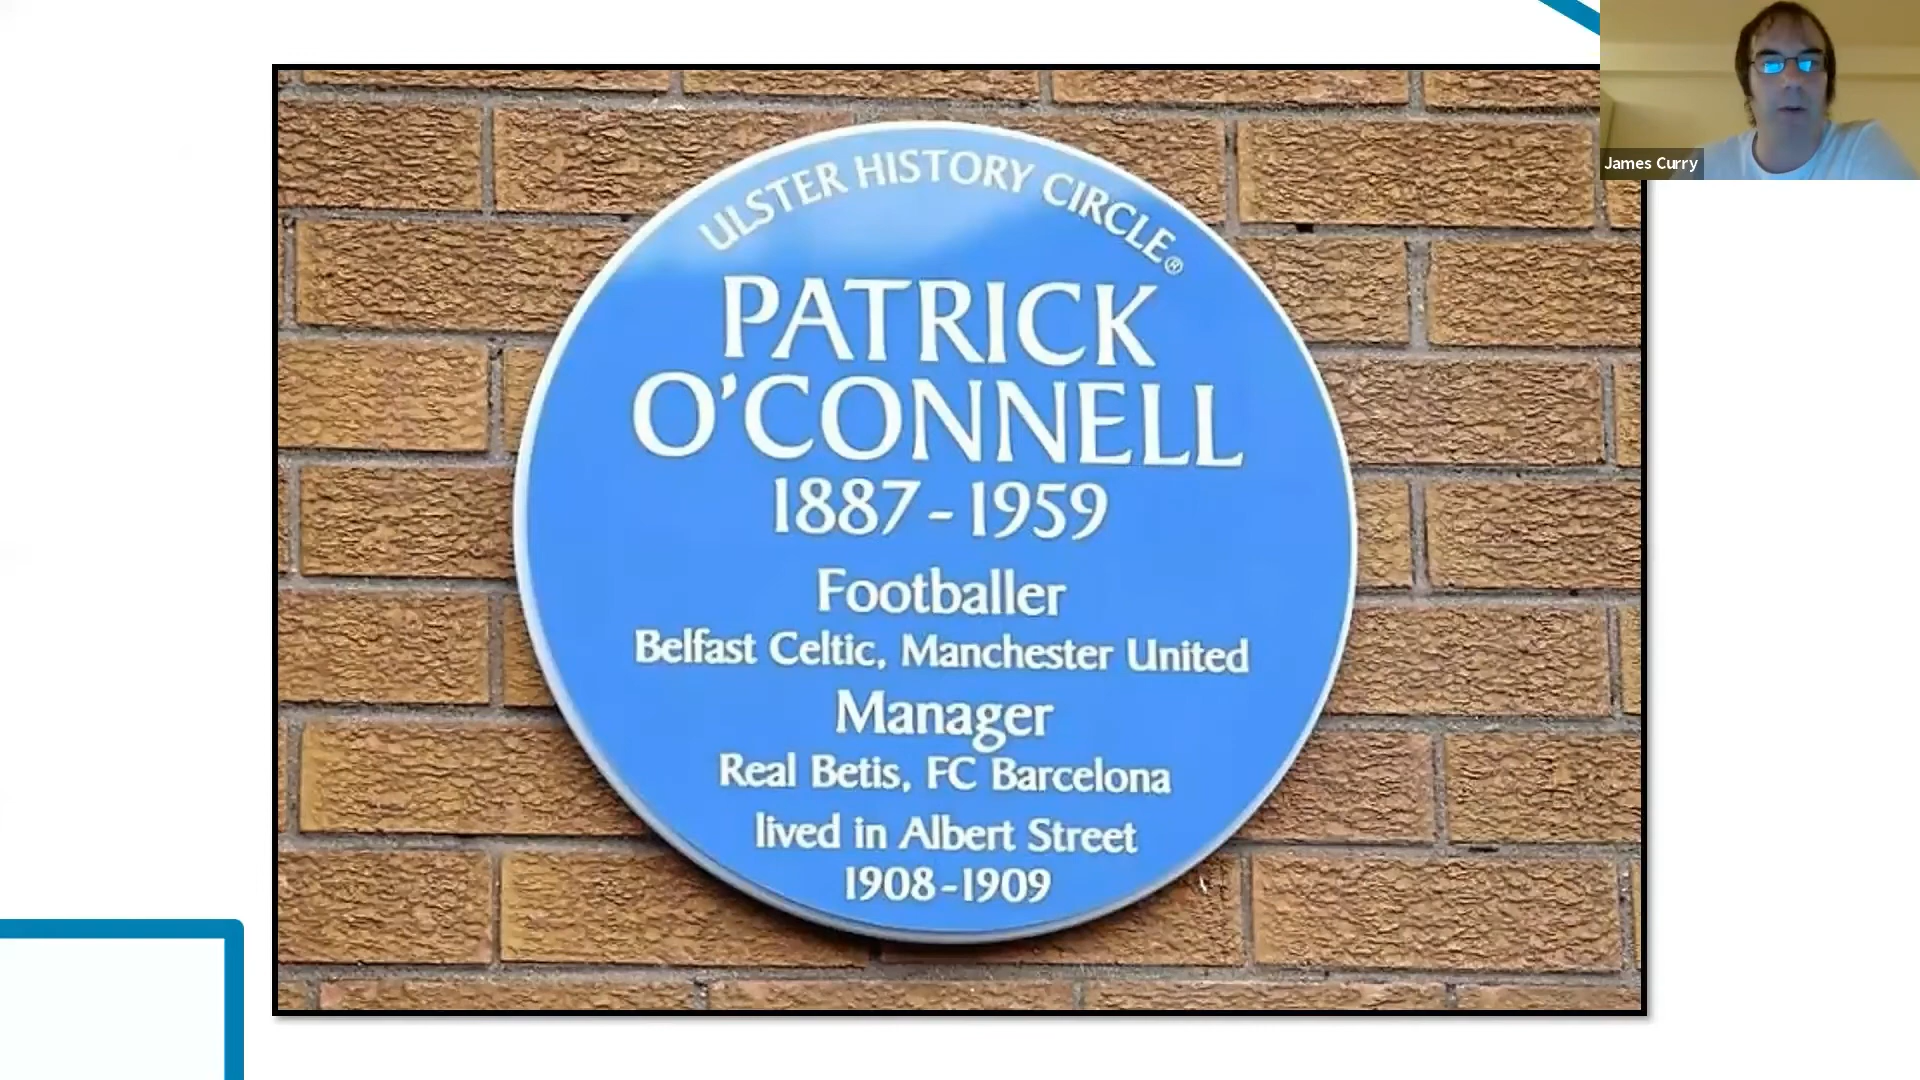 ULSTER HISTORY CIRCLE®
PATRICK
O'CONNELL
1887-1959
Footballer
Belfast Celtic, Manchester United
Manager
Real Betis, FC Barcelona
lived in Albert Street
1908-1909
James Curry